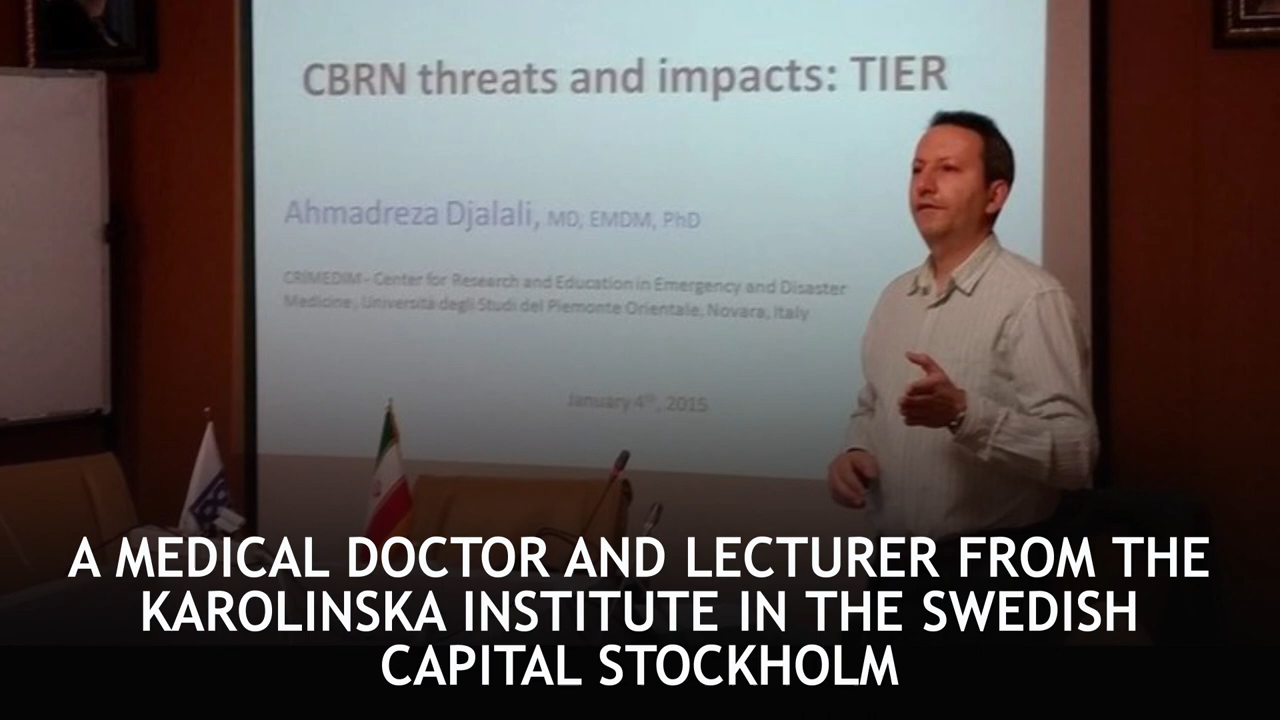 CBRN threats and impacts: TIER
Ahmadreza Djalali, MD, EMDM, PhD
CRIMEDIM - Center for Research and Education in Emergency and Disaster
Medicine, Università degli Studi del Piemonte Orientale, Novara, Italy
January 4th, 2015
A MEDICAL DOCTOR AND LECTURER FROM THE
KAROLINSKA INSTITUTE IN THE SWEDISH
CAPITAL STOCKHOLM